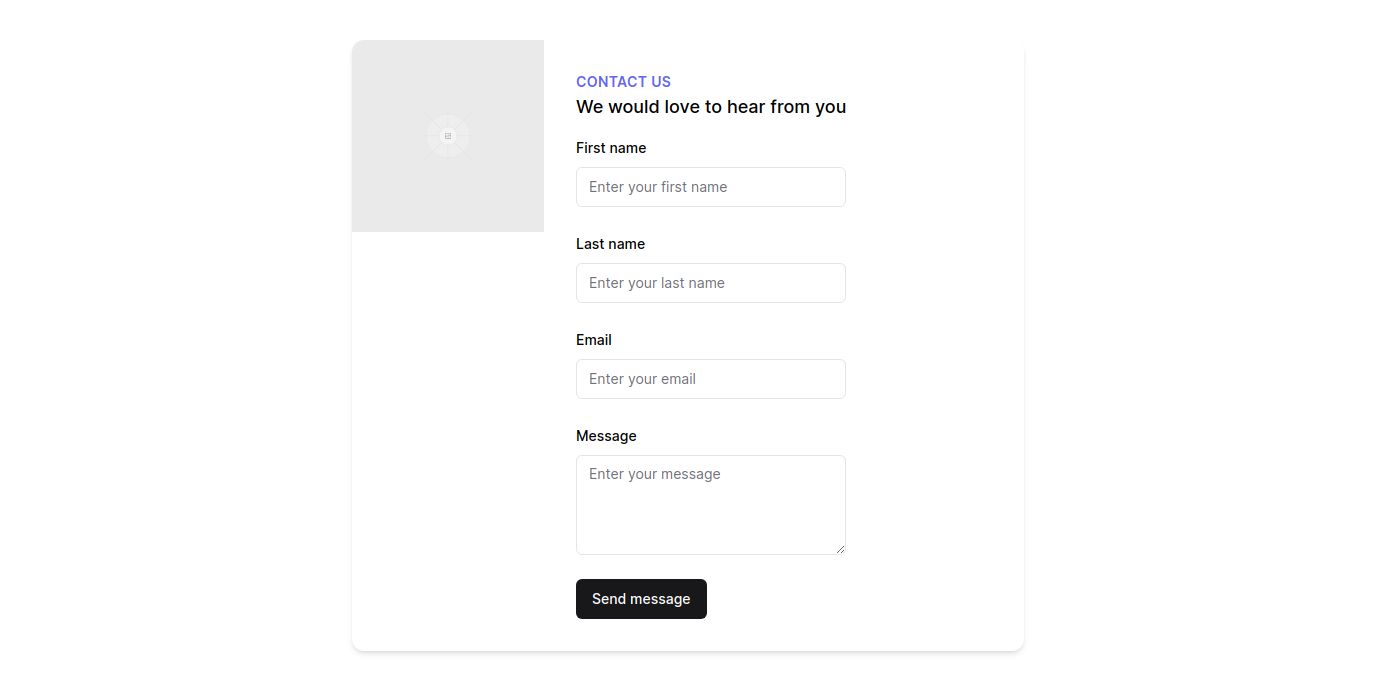 CONTACT US
We would love to hear from you
First name
Enter your first name
Last name
Enter your last name
Email
Enter your email
Message
Enter your message
Send message